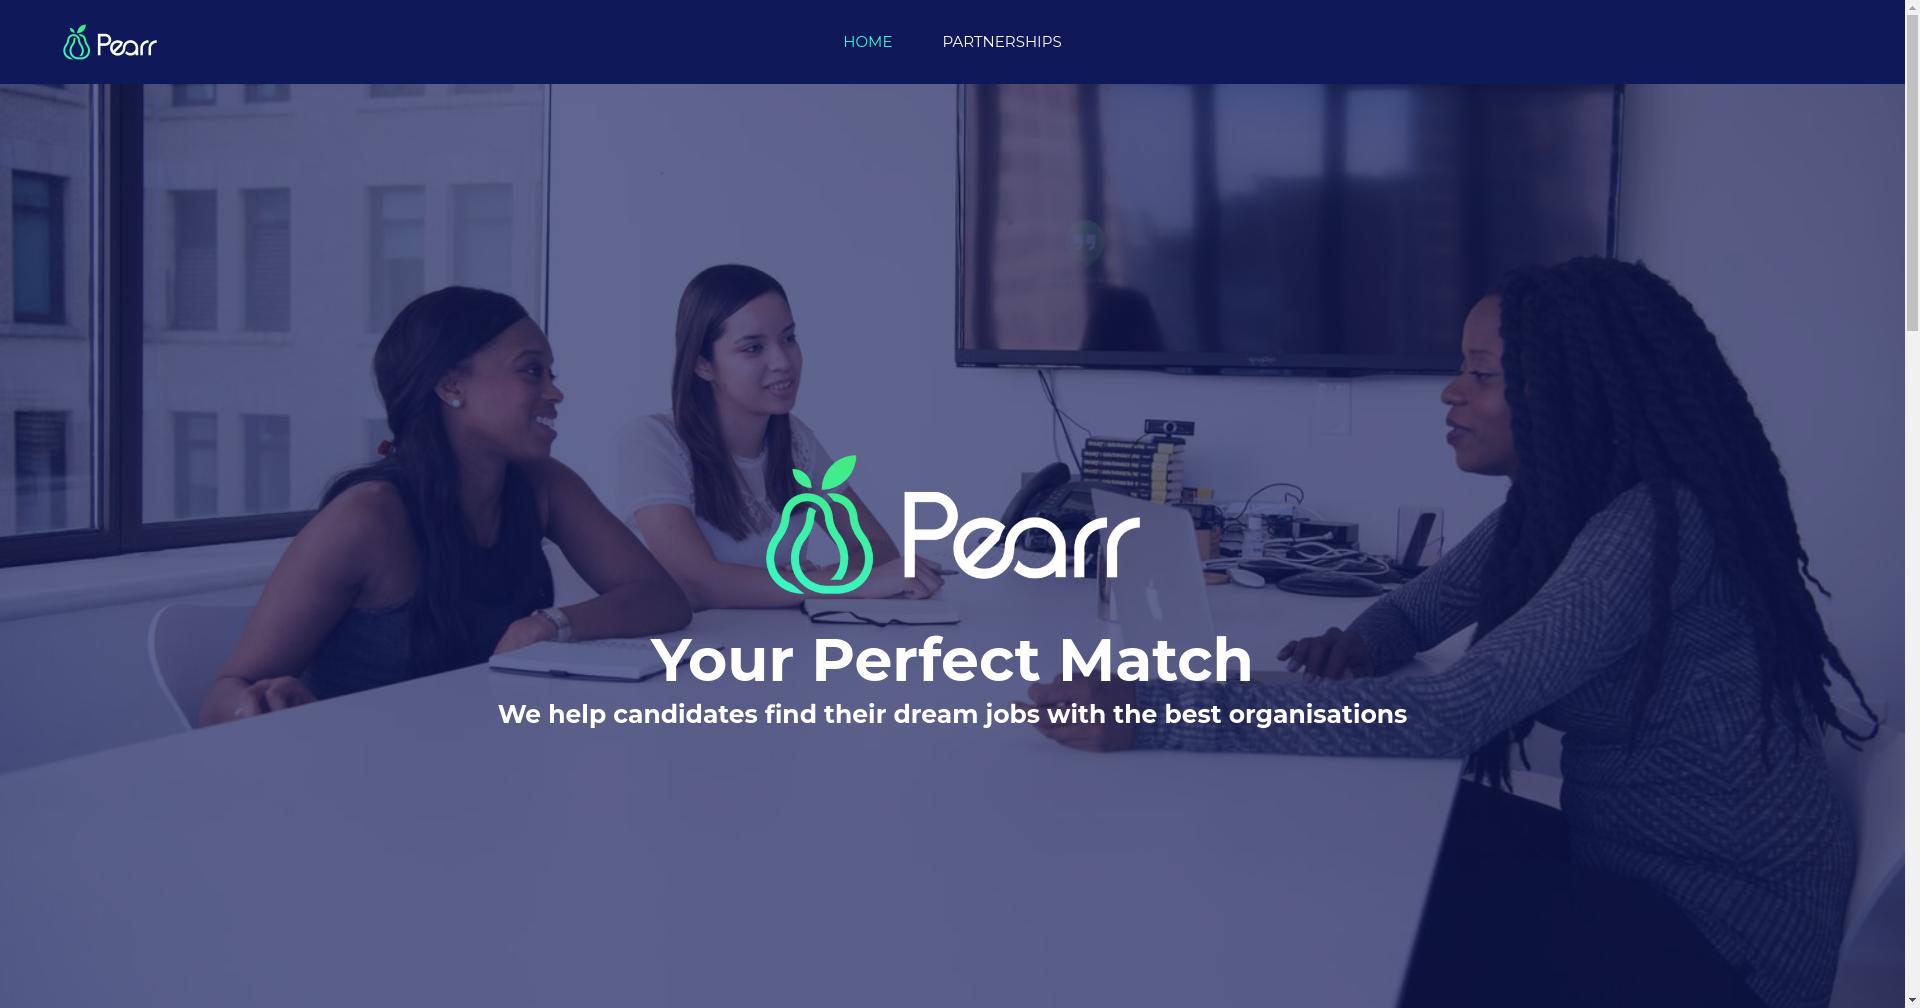 Pearr
HOME
PARTNERSHIPS
Pearr
Your Perfect Match
We help candidates find their dream jobs with the best organisations